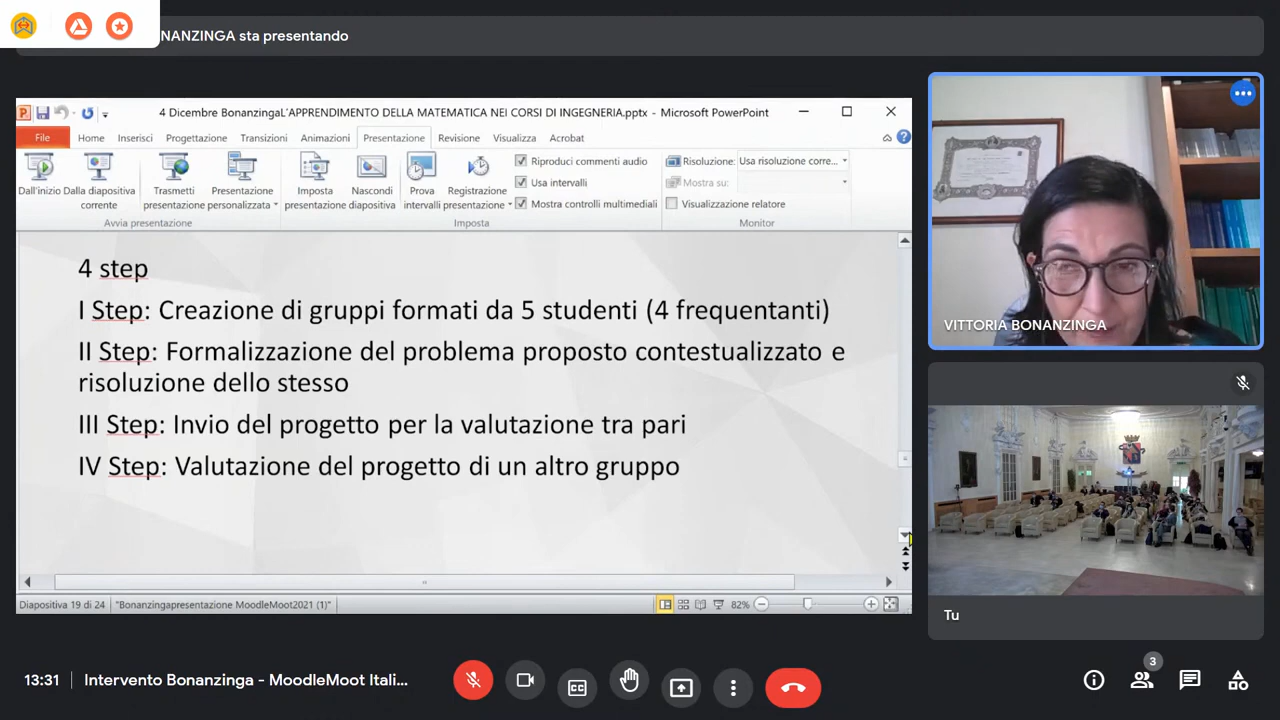 NANZINGA sta presentando
4 Dicembre BonanzingaL'APPRENDIMENTO DELLA MATEMATICA NEI CORSI DI INGEGNERIA.pptx - Microsoft PowerPoint
File Home Inserisci Progettazione Transizioni Animazioni Presentazione Revisione Visualizza Acrobat
Dall'inizio
Dalla diapositiva corrente
Trasmetti presentazione
Presentazione personalizzata
Avvia presentazione
Imposta presentazione
Nascondi diapositiva
Prova intervalli
Registrazione presentazione
Riproduci commenti audio
Usa intervalli
Mostra controlli multimediali
Imposta
Risoluzione: Usa risoluzione corre...
Mostra su:
Visualizzazione relatore
Monitor
4 step
I Step: Creazione di gruppi formati da 5 studenti (4 frequentanti)
II Step: Formalizzazione del problema proposto contestualizzato e
risoluzione dello stesso
III Step: Invio del progetto per la valutazione tra pari
IV Step: Valutazione del progetto di un altro gruppo
Diapositiva 19 di 24 "Bonanzingapresentazione MoodleMoot2021 (1)" 82%
VITTORIA BONANZINGA
Tu
13:31 Intervento Bonanzinga - MoodleMoot Itali...
CC
3